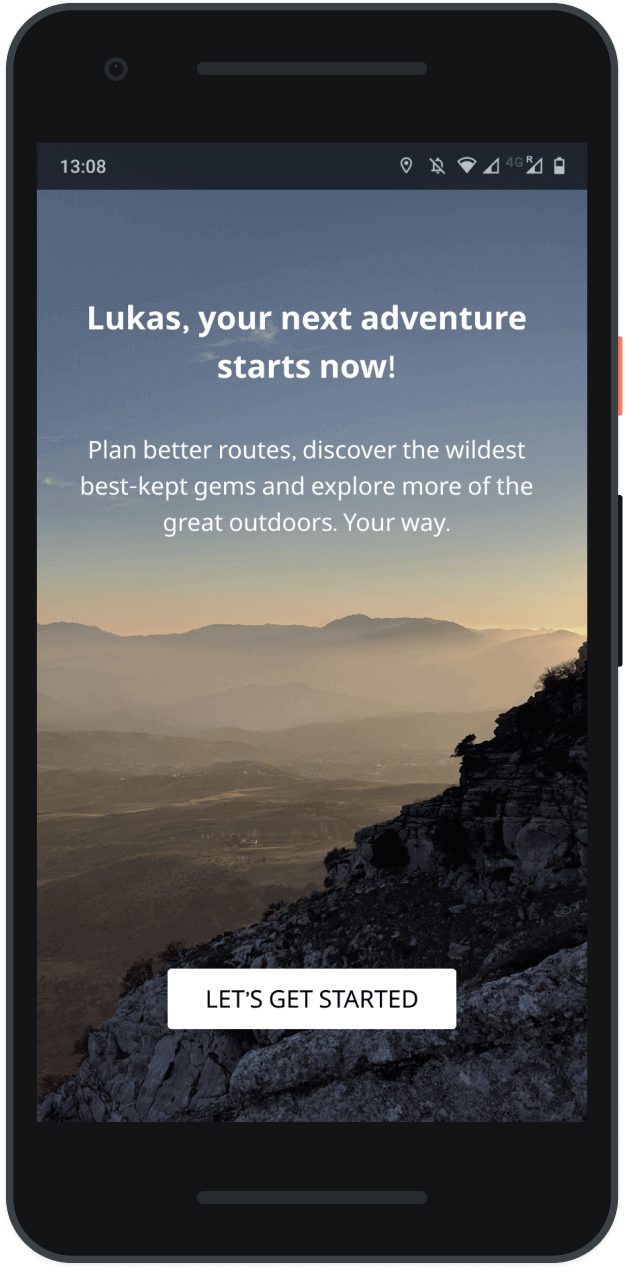 13:08
4G R
Lukas, your next adventure
starts now!
Plan better routes, discover the wildest
best-kept gems and explore more of the
great outdoors. Your way.
LET'S GET STARTED